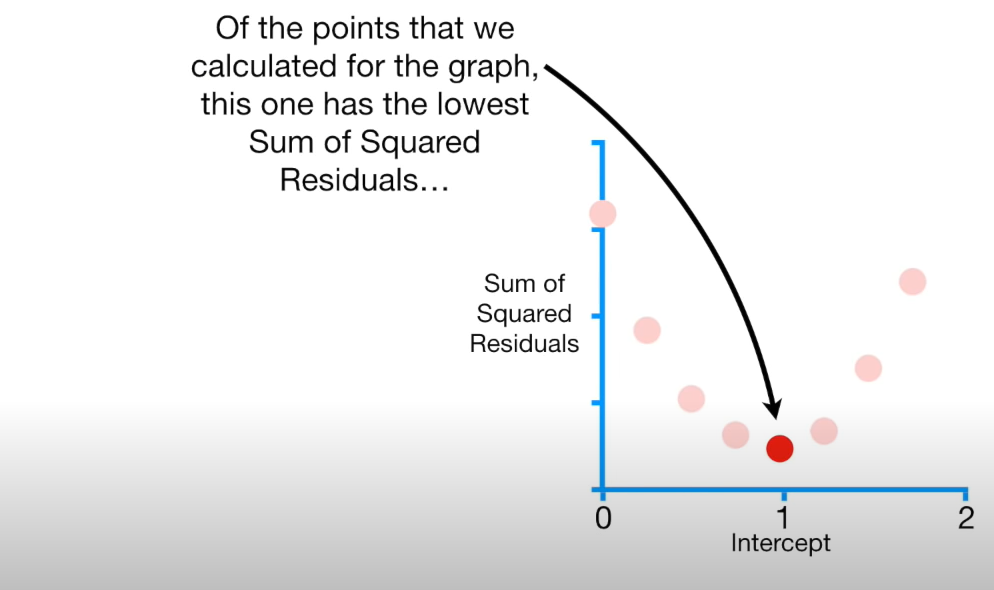 Of the points that we
calculated for the graph,
this one has the lowest
Sum of Squared
Residuals…
Sum of
Squared
Residuals
0 1 2
Intercept